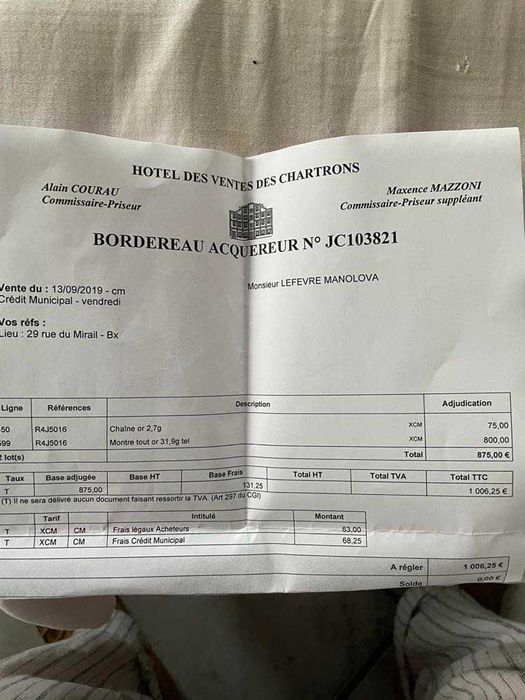 HOTEL DES VENTES DES CHARTRONS
Alain COURAU
Commissaire-Priseur
Maxence MAZZONI
Commissaire-Priseur suppléant
BORDEREAU ACQUEREUR N° JC103821
Vente du : 13/09/2019 - cm
Crédit Municipal - vendredi
Monsieur LEFEVRE MANOLOVA
Vos réfs :
Lieu : 29 rue du Mirail - Bx
Ligne Références Description Adjudication
50 R4J5016 Chaîne or 2,7g XCM 75,00
99 R4J5016 Montre tout or 31,9g tel XCM 800,00
2 lot(s) Total 875,00 €
Taux Base adjugée Base HT Base Frais Total HT Total TVA Total TTC
T 875,00 131,25 1 006,25 €
(T) Il ne sera délivré aucun document faisant ressortir la TVA. (Art 297 du CGI)
Tarif Intitulé Montant
T XCM CM Frais légaux Acheteurs 63,00
T XCM CM Frais Crédit Municipal 68,25
A régler 1 006,25 €
Solde 0,00 €